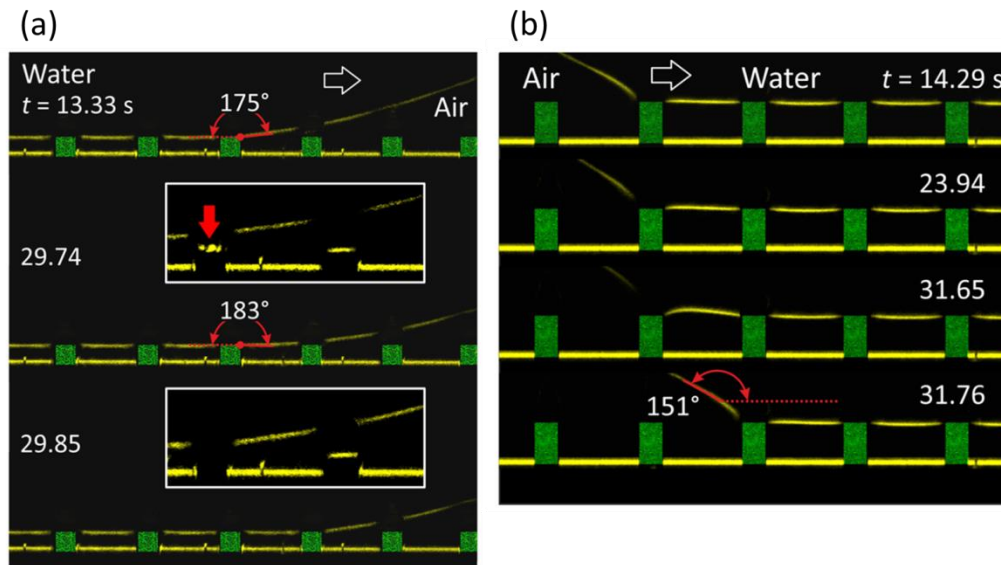 (a)
Water
t = 13.33 s
175°
Air
29.74
183°
29.85
(b)
Air
Water
t = 14.29 s
23.94
31.65
151°
31.76